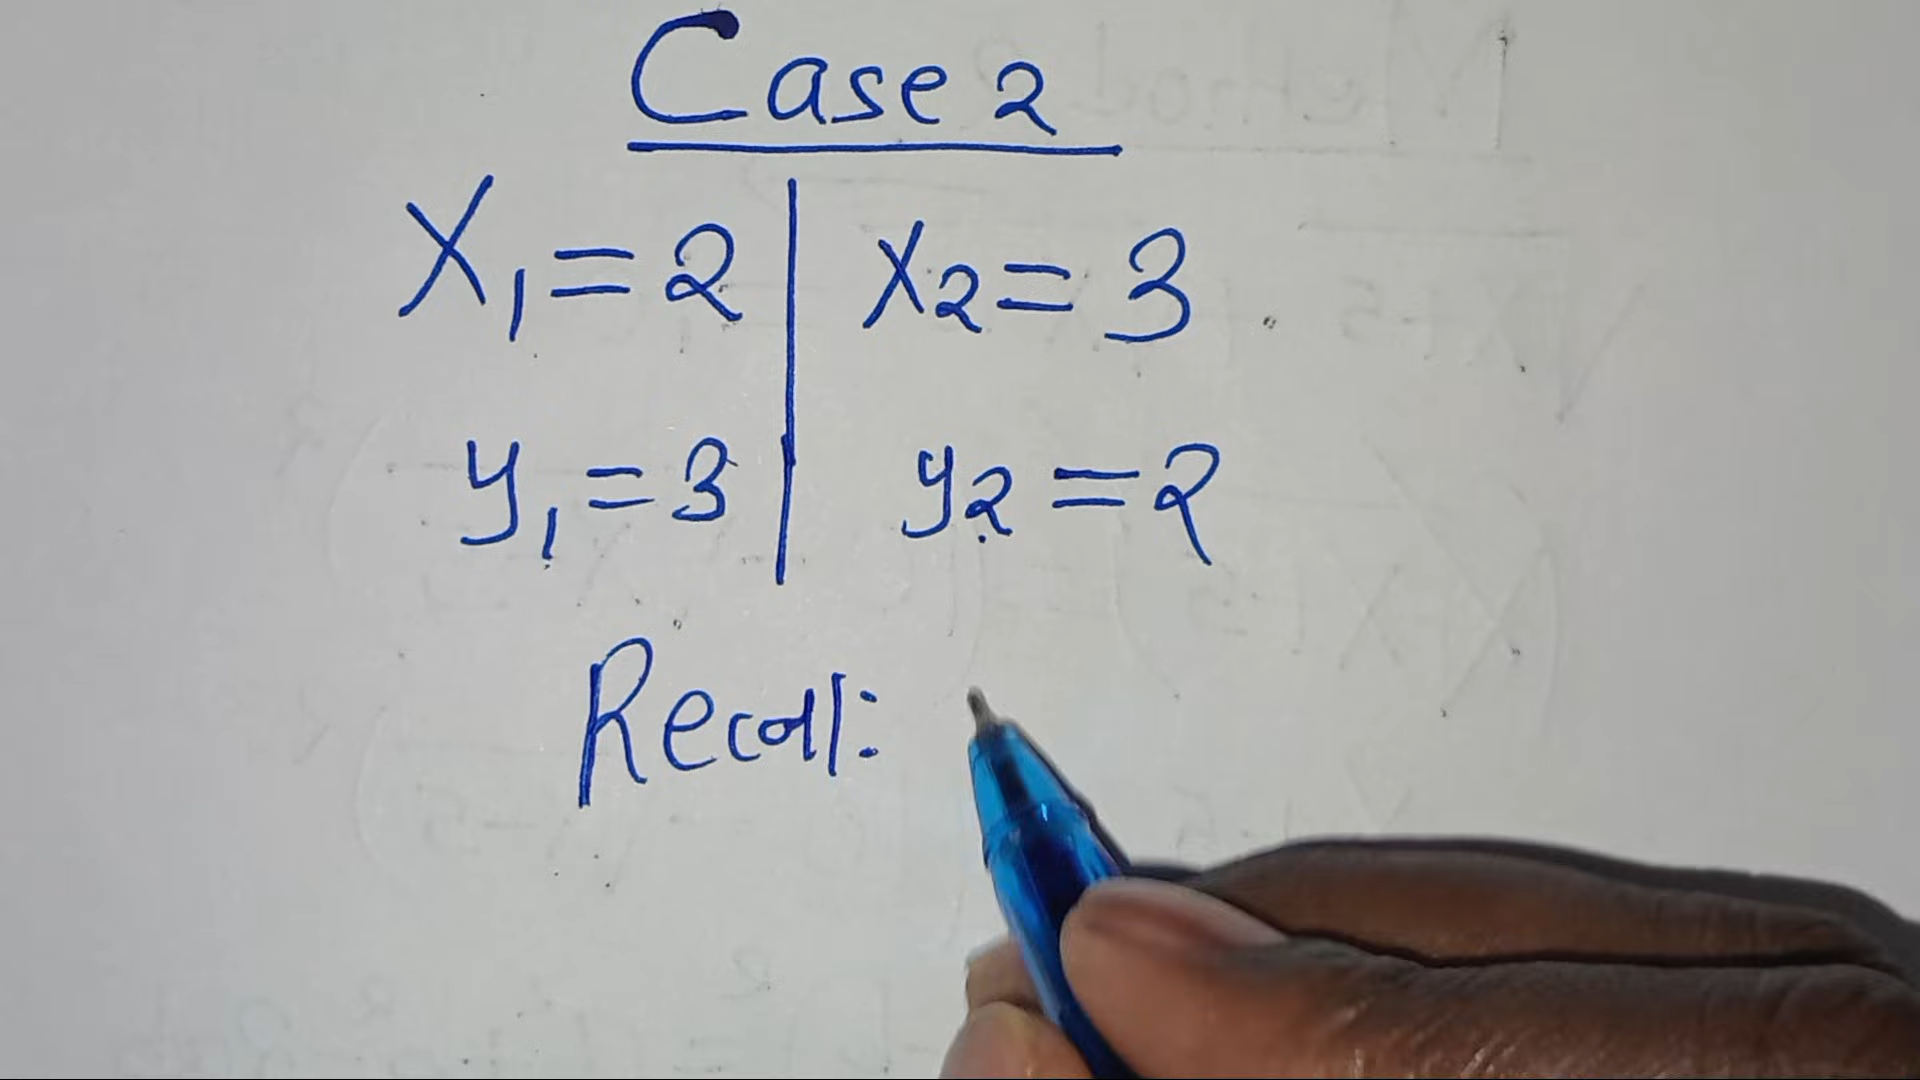 Case 2
X₁ = 2 | X₂ = 3
y₁ = 3 | y₂ = 2
Recall: